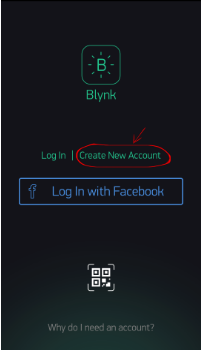 B
Blynk
Log In | Create New Account
f Log In with Facebook
Why do I need an account?